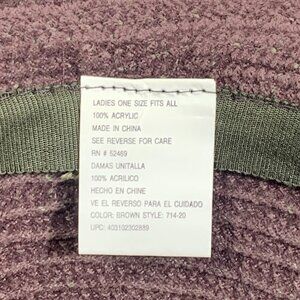 LADIES ONE SIZE FITS ALL
100% ACRYLIC
MADE IN CHINA
SEE REVERSE FOR CARE
RN # 52469
DAMAS UNITALLA
100% ACRILICO
HECHO EN CHINE
VE EL REVERSO PARA EL CUIDADO
COLOR: BROWN STYLE: 714-20
UPC: 400102302889